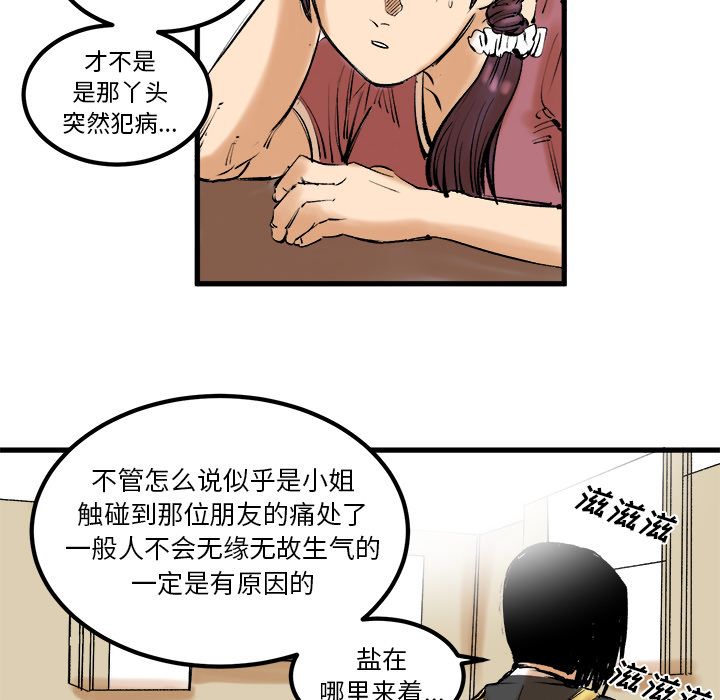 才不是
是那丫头
突然犯病...
不管怎么说似乎是小姐
触碰到那位朋友的痛处了
一般人不会无缘无故生气的
一定是有原因的
滋滋滋
盐在
哪里来着...
滋滋滋